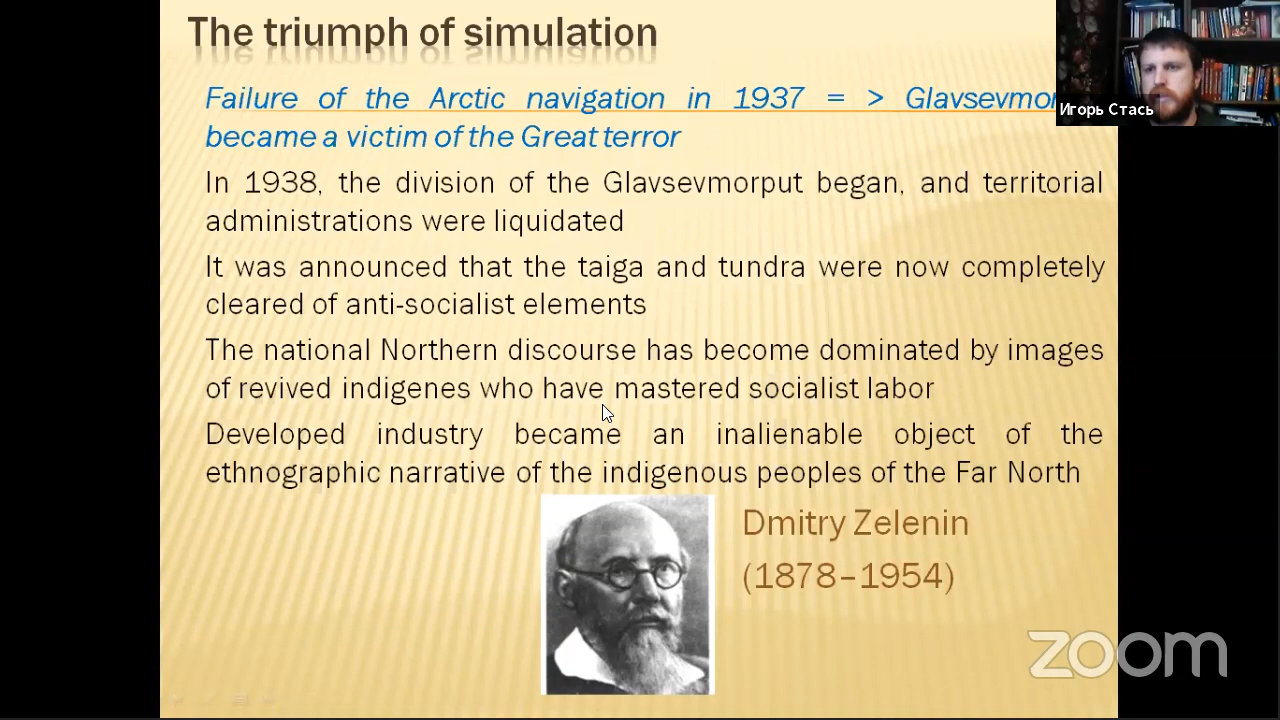 The triumph of simulation
Failure of the Arctic navigation in 1937 = > Glavsevmor
became a victim of the Great terror
In 1938, the division of the Glavsevmorput began, and territorial
administrations were liquidated
It was announced that the taiga and tundra were now completely
cleared of anti-socialist elements
The national Northern discourse has become dominated by images
of revived indigenes who have mastered socialist labor
Developed industry became an inalienable object of the
ethnographic narrative of the indigenous peoples of the Far North
Dmitry Zelenin
(1878–1954)
Игорь Стась
zoom